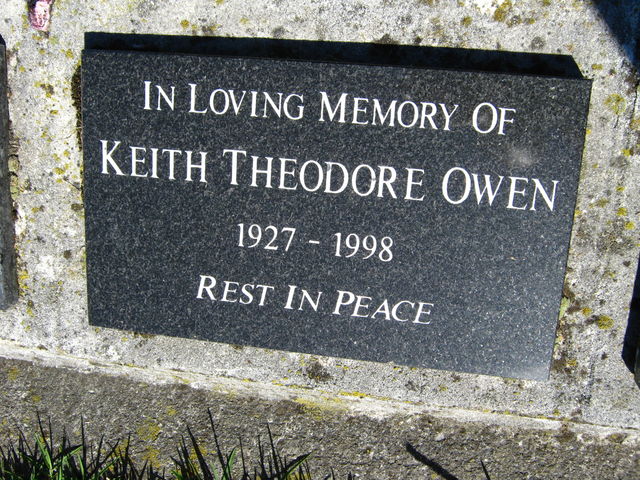 In Loving Memory of
Keith Theodore Owen
1927 - 1998
Rest In Peace